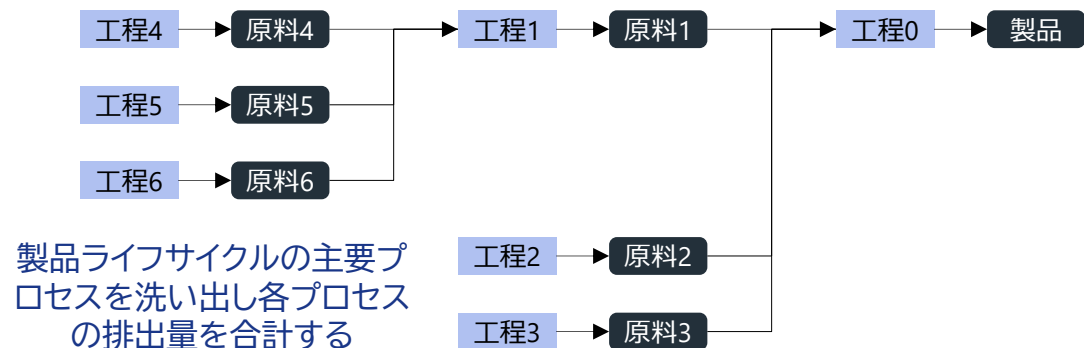 工程4 原料4 工程1 原料1 工程0 製品
工程5 原料5
工程6 原料6
工程2 原料2
工程3 原料3
製品ライフサイクルの主要プ
ロセスを洗い出し各プロセス
の排出量を合計する